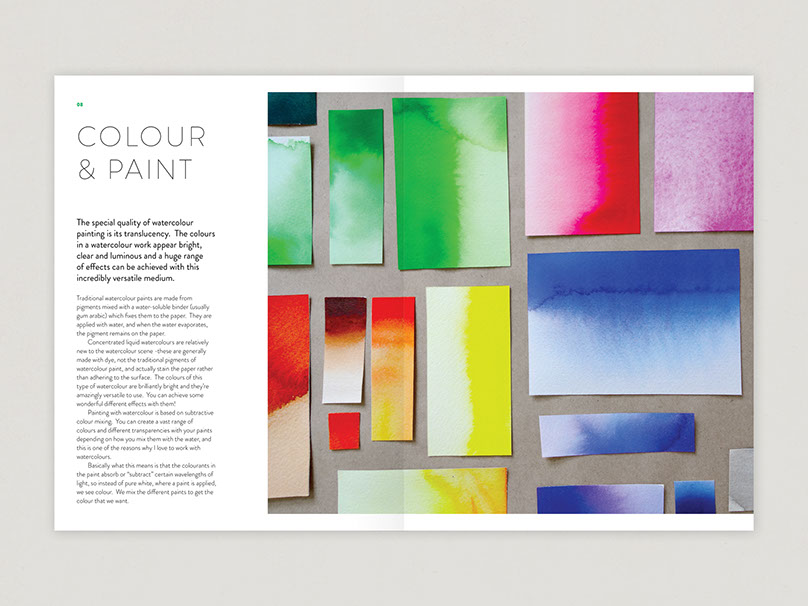 08
COLOUR
& PAINT
The special quality of watercolour
painting is its translucency. The colours
in a watercolour work appear bright,
clear and luminous and a huge range
of effects can be achieved with this
incredibly versatile medium.
Traditional watercolour paints are made from
pigments mixed with a water-soluble binder (usually
gum arabic) which fixes them to the paper. They are
applied with water, and when the water evaporates,
the pigment remains on the paper.
Concentrated liquid watercolours are relatively
new to the watercolour scene -these are generally
made with dye, not the traditional pigments of
watercolour paint, and actually stain the paper rather
than adhering to the surface. The colours of this
type of watercolour are brilliantly bright and they're
amazingly versatile to use. You can achieve some
wonderful different effects with them!
Painting with watercolour is based on subtractive
colour mixing. You can create a vast range of
colours and different transparencies with your paints
depending on how you mix them with the water, and
this is one of the reasons why I love to work with
watercolours.
Basically what this means is that the colourants in
the paint absorb or "subtract" certain wavelengths of
light, so instead of pure white, where a paint is applied,
we see colour. We mix the different paints to get the
colour that we want.